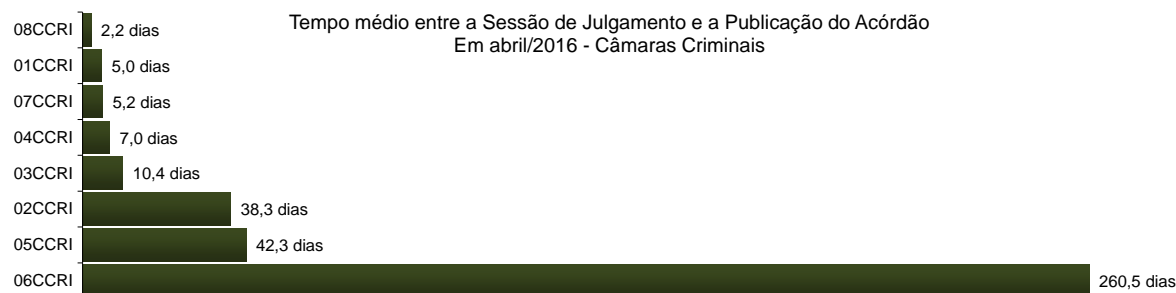 Tempo médio entre a Sessão de Julgamento e a Publicação do Acórdão
Em abril/2016 - Câmaras Criminais
08CCRI 2,2 dias
01CCRI 5,0 dias
07CCRI 5,2 dias
04CCRI 7,0 dias
03CCRI 10,4 dias
02CCRI 38,3 dias
05CCRI 42,3 dias
06CCRI 260,5 dias